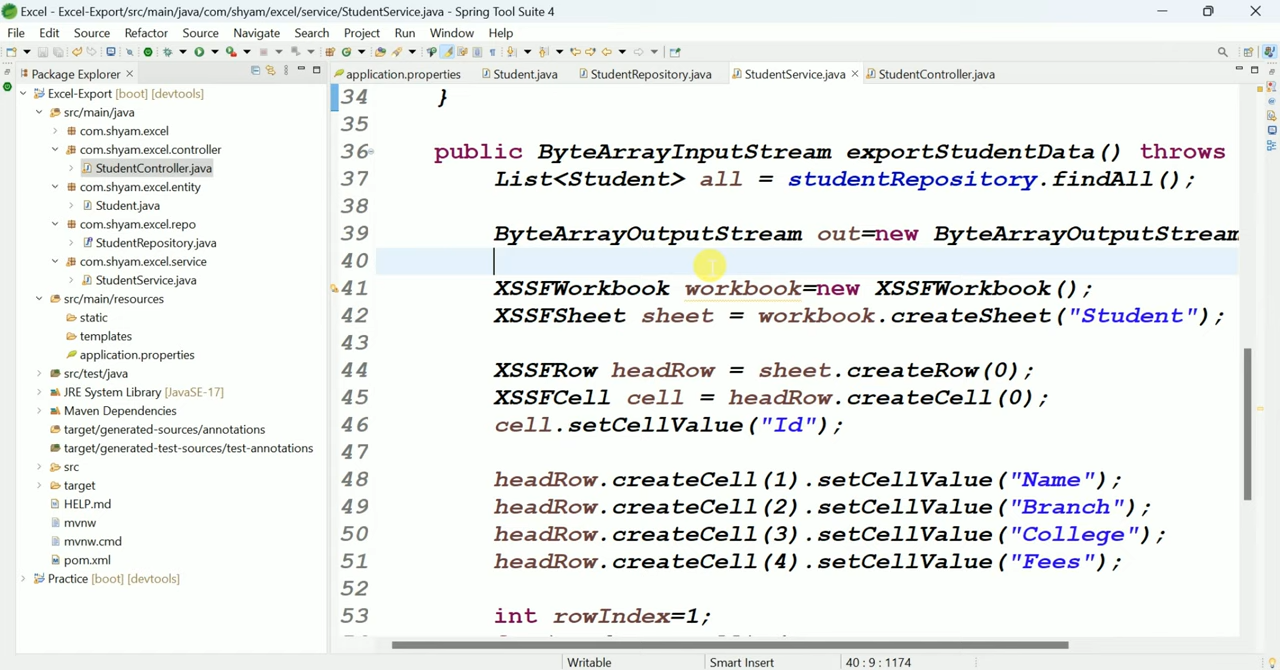 Excel - Excel-Export/src/main/java/com/shyam/excel/service/StudentService.java - Spring Tool Suite 4
File Edit Source Refactor Source Navigate Search Project Run Window Help
Package Explorer
application.properties Student.java StudentRepository.java StudentService.java StudentController.java
Excel-Export [boot] [devtools]
src/main/java
com.shyam.excel
com.shyam.excel.controller
StudentController.java
com.shyam.excel.entity
Student.java
com.shyam.excel.repo
StudentRepository.java
com.shyam.excel.service
StudentService.java
src/main/resources
static
templates
application.properties
src/test/java
JRE System Library [JavaSE-17]
Maven Dependencies
target/generated-sources/annotations
target/generated-test-sources/test-annotations
src
target
HELP.md
mvnw
mvnw.cmd
pom.xml
Practice [boot] [devtools]
34 }
35
36 public ByteArrayInputStream exportStudentData() throws
37 List<Student> all = studentRepository.findAll();
38
39 ByteArrayOutputStream out=new ByteArrayOutputStream
40
41 XSSFWorkbook workbook=new XSSFWorkbook();
42 XSSFSheet sheet = workbook.createSheet("Student");
43
44 XSSFRow headRow = sheet.createRow(0);
45 XSSFCell cell = headRow.createCell(0);
46 cell.setCellValue("Id");
47
48 headRow.createCell(1).setCellValue("Name");
49 headRow.createCell(2).setCellValue("Branch");
50 headRow.createCell(3).setCellValue("College");
51 headRow.createCell(4).setCellValue("Fees");
52
53 int rowIndex=1;
Writable Smart Insert 40 : 9 : 1174